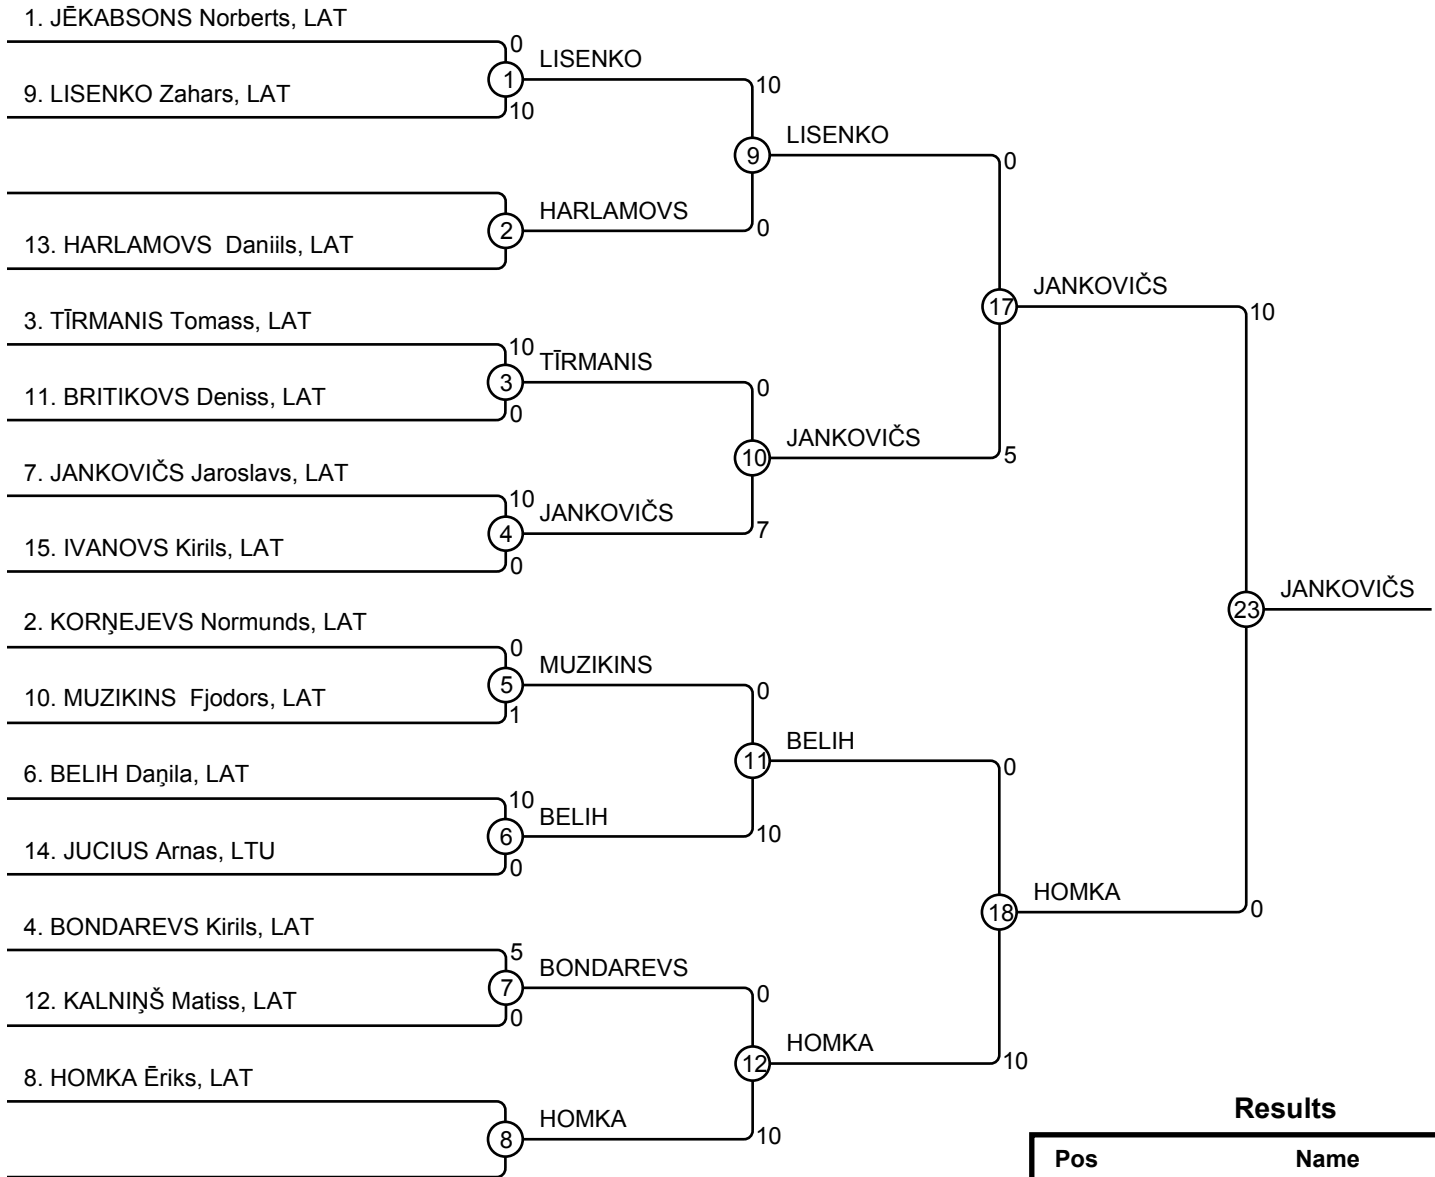 1. JĒKABSONS Norberts, LAT
0
LISENKO
1
10
9. LISENKO Zahars, LAT
10
LISENKO
9
0
HARLAMOVS
2
0
13. HARLAMOVS  Daniils, LAT
JANKOVIČS
17
10
3. TĪRMANIS Tomass, LAT
10
TĪRMANIS
3
0
11. BRITIKOVS Deniss, LAT
0
JANKOVIČS
10
5
7. JANKOVIČS Jaroslavs, LAT
10
JANKOVIČS
4
7
15. IVANOVS Kirils, LAT
0
JANKOVIČS
23
2. KORŅEJEVS Normunds, LAT
0
MUZIKINS
5
0
10. MUZIKINS  Fjodors, LAT
1
BELIH
11
0
6. BELIH Daņila, LAT
10
BELIH
6
10
14. JUCIUS Arnas, LTU
0
HOMKA
18
0
4. BONDAREVS Kirils, LAT
5
BONDAREVS
7
0
12. KALNIŅŠ Matiss, LAT
0
HOMKA
12
10
8. HOMKA Ēriks, LAT
HOMKA
8
10
Results
Pos Name